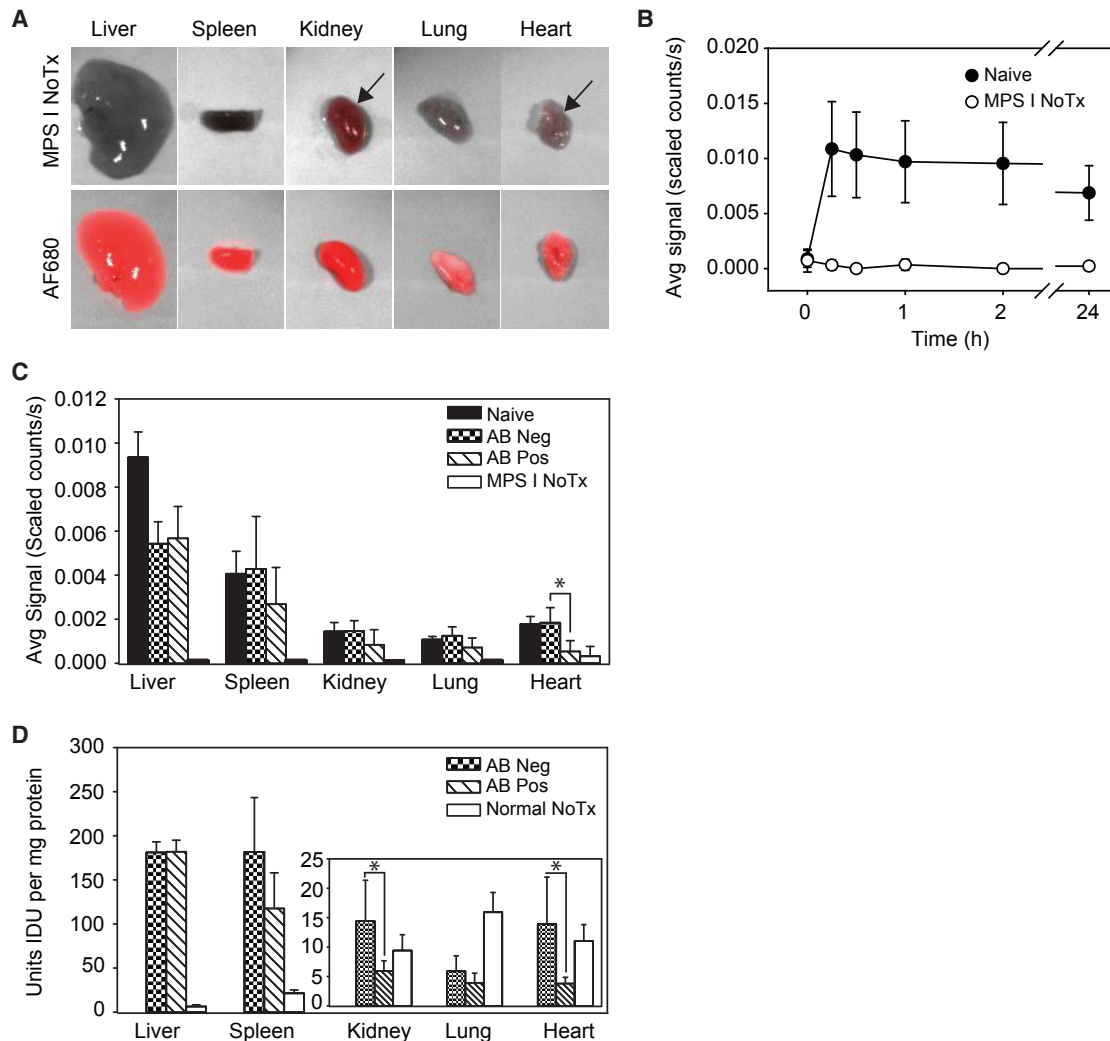 A
Liver Spleen Kidney Lung Heart
MPS I NoTx
AF680
B
Avg signal (scaled counts/s)
0.020
0.015
0.010
0.005
0.000
Naive
MPS I NoTx
0 1 2 24
Time (h)
C
Avg Signal (Scaled counts/s)
0.012
0.010
0.008
0.006
0.004
0.002
0.000
Naive
AB Neg
AB Pos
MPS I NoTx
*
Liver Spleen Kidney Lung Heart
D
Units IDU per mg protein
300
250
200
150
100
50
0
AB Neg
AB Pos
Normal NoTx
25
20
15
10
5
0
* *
Liver Spleen Kidney Lung Heart